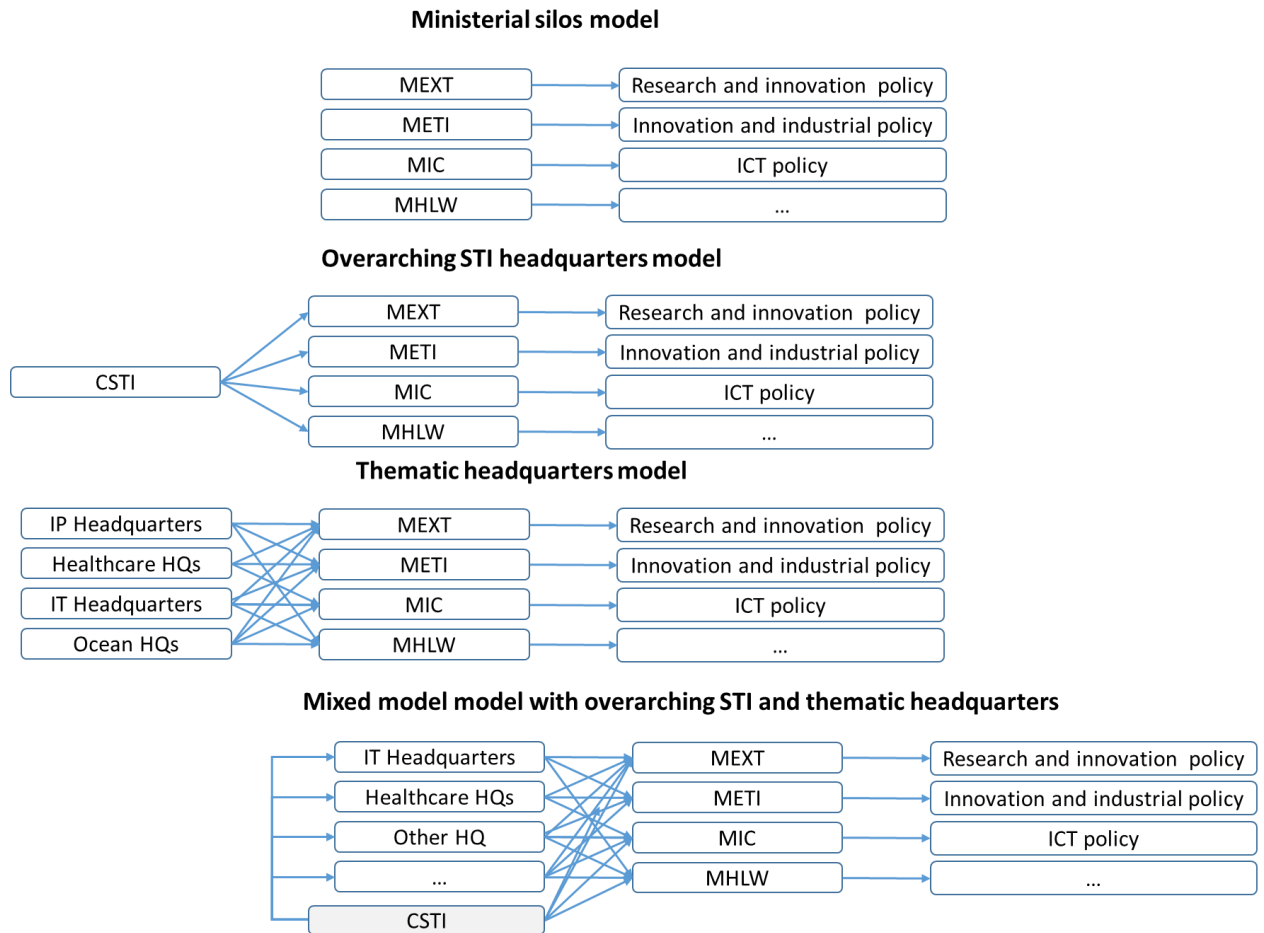 Ministerial silos model
MEXT
Research and innovation policy
METI
Innovation and industrial policy
MIC
ICT policy
MHLW
...
Overarching STI headquarters model
CSTI
MEXT
Research and innovation policy
METI
Innovation and industrial policy
MIC
ICT policy
MHLW
...
Thematic headquarters model
IP Headquarters
MEXT
Research and innovation policy
Healthcare HQs
METI
Innovation and industrial policy
IT Headquarters
MIC
ICT policy
Ocean HQs
MHLW
...
Mixed model model with overarching STI and thematic headquarters
IT Headquarters
MEXT
Research and innovation policy
Healthcare HQs
METI
Innovation and industrial policy
Other HQ
MIC
ICT policy
...
MHLW
...
CSTI